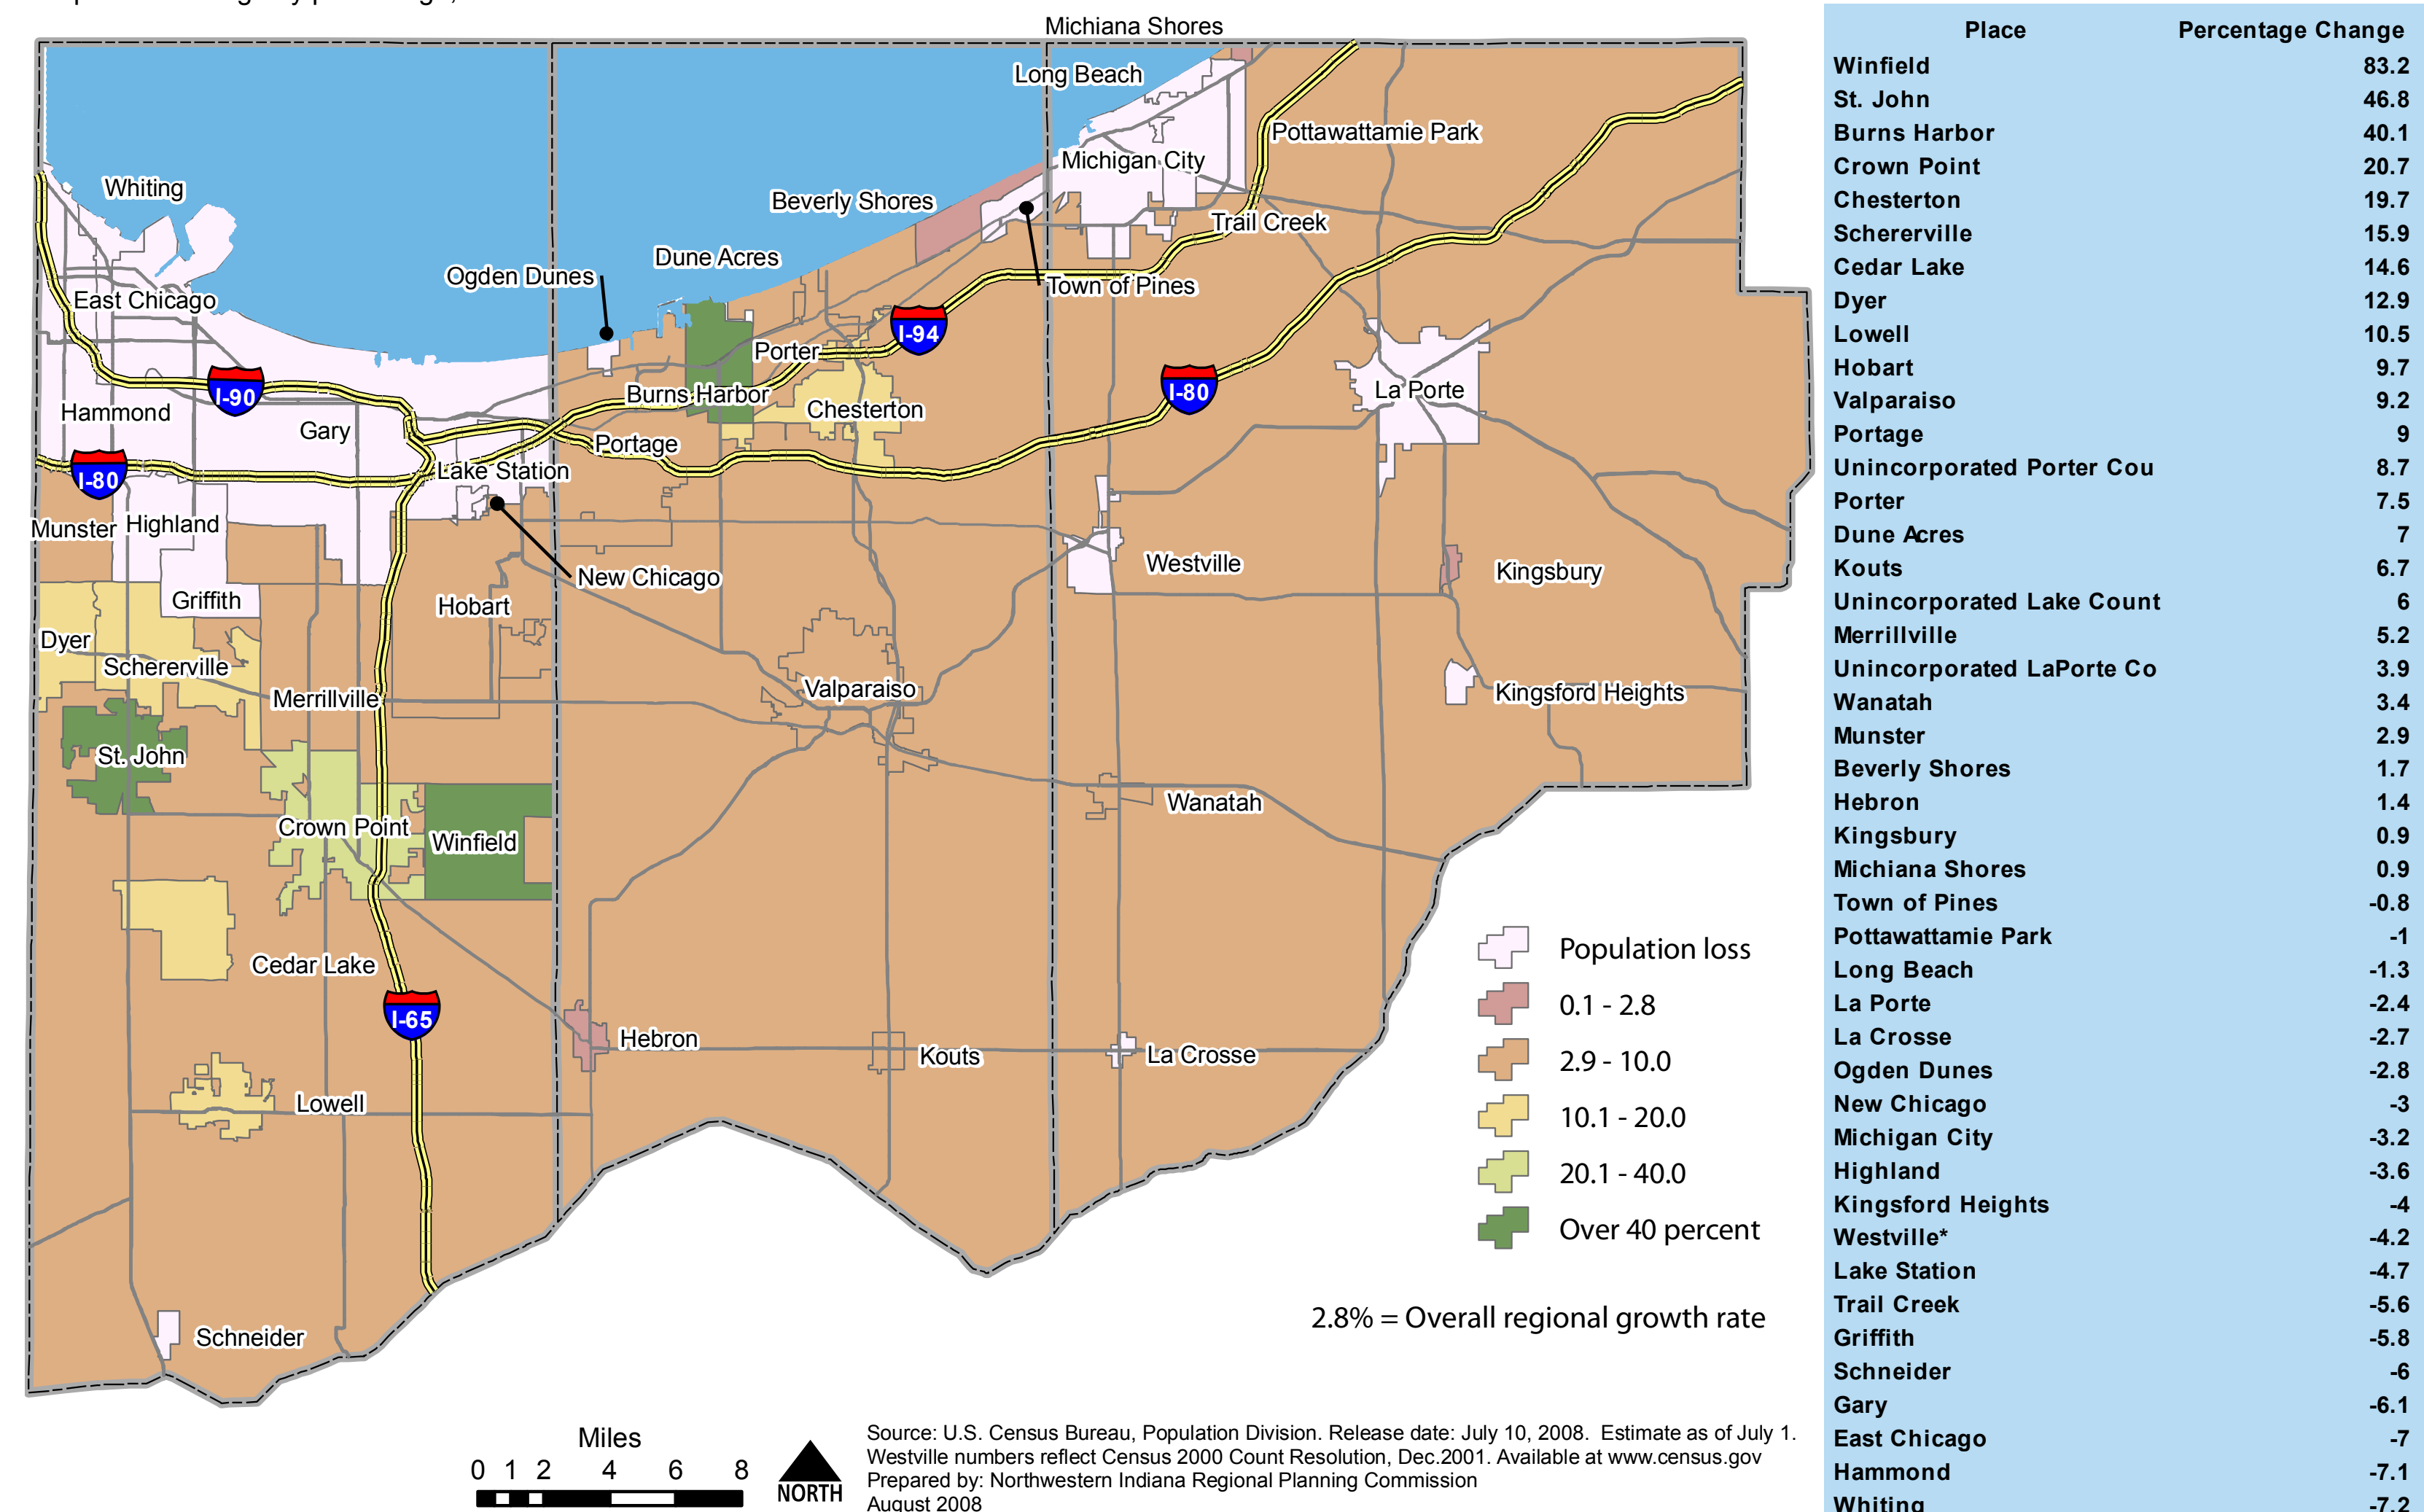 Michiana Shores
Long Beach
Pottawattamie Park
Michigan City
Whiting
Beverly Shores
Trail Creek
Dune Acres
Ogden Dunes
Town of Pines
East Chicago
I-94
Porter
I-90
I-80
La Porte
Burns Harbor
Hammond
Chesterton
Gary
Portage
Lake Station
I-80
Munster
Highland
Westville
Kingsbury
New Chicago
Griffith
Hobart
Dyer
Schererville
Valparaiso
Kingsford Heights
Merrillville
St. John
Wanatah
Crown Point
Winfield
Cedar Lake
I-65
Hebron
Kouts
La Crosse
Lowell
Schneider
Population loss
0.1 - 2.8
2.9 - 10.0
10.1 - 20.0
20.1 - 40.0
Over 40 percent
2.8% = Overall regional growth rate
Miles
0 1 2 4 6 8
NORTH
Source: U.S. Census Bureau, Population Division. Release date: July 10, 2008. Estimate as of July 1.
Westville numbers reflect Census 2000 Count Resolution, Dec.2001. Available at www.census.gov
Prepared by: Northwestern Indiana Regional Planning Commission
August 2008
Place Percentage Change
Winfield 83.2
St. John 46.8
Burns Harbor 40.1
Crown Point 20.7
Chesterton 19.7
Schererville 15.9
Cedar Lake 14.6
Dyer 12.9
Lowell 10.5
Hobart 9.7
Valparaiso 9.2
Portage 9
Unincorporated Porter Cou 8.7
Porter 7.5
Dune Acres 7
Kouts 6.7
Unincorporated Lake Count 6
Merrillville 5.2
Unincorporated LaPorte Co 3.9
Wanatah 3.4
Munster 2.9
Beverly Shores 1.7
Hebron 1.4
Kingsbury 0.9
Michiana Shores 0.9
Town of Pines -0.8
Pottawattamie Park -1
Long Beach -1.3
La Porte -2.4
La Crosse -2.7
Ogden Dunes -2.8
New Chicago -3
Michigan City -3.2
Highland -3.6
Kingsford Heights -4
Westville* -4.2
Lake Station -4.7
Trail Creek -5.6
Griffith -5.8
Schneider -6
Gary -6.1
East Chicago -7
Hammond -7.1
Whiting -7.2